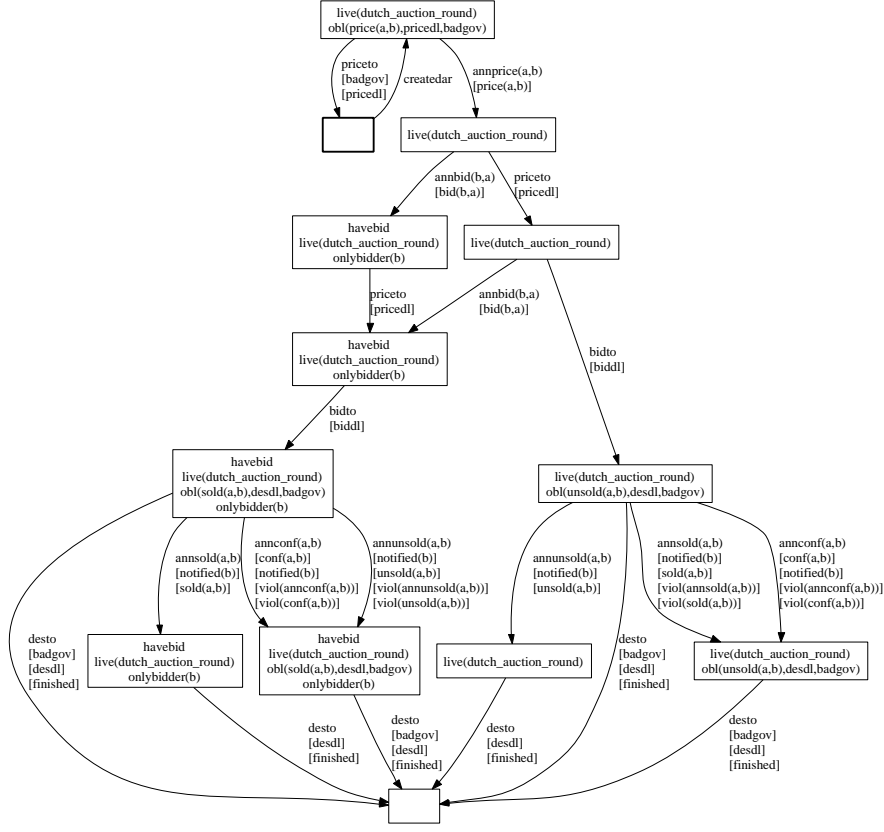 live(dutch_auction_round)
obl(price(a,b),pricedl,badgov)
priceto
[badgov]
[pricedl]
createdar
annprice(a,b)
[price(a,b)]
live(dutch_auction_round)
annbid(b,a)
[bid(b,a)]
priceto
[pricedl]
havebid
live(dutch_auction_round)
onlybidder(b)
live(dutch_auction_round)
priceto
[pricedl]
annbid(b,a)
[bid(b,a)]
havebid
live(dutch_auction_round)
onlybidder(b)
bidto
[biddl]
bidto
[biddl]
havebid
live(dutch_auction_round)
obl(sold(a,b),desdl,badgov)
onlybidder(b)
live(dutch_auction_round)
obl(unsold(a,b),desdl,badgov)
annsold(a,b)
[notified(b)]
[sold(a,b)]
annconf(a,b)
[conf(a,b)]
[notified(b)]
[viol(annconf(a,b))]
[viol(conf(a,b))]
annunsold(a,b)
[notified(b)]
[unsold(a,b)]
[viol(annunsold(a,b))]
[viol(unsold(a,b))]
annunsold(a,b)
[notified(b)]
[unsold(a,b)]
annsold(a,b)
[notified(b)]
[sold(a,b)]
[viol(annsold(a,b))]
[viol(sold(a,b))]
annconf(a,b)
[conf(a,b)]
[notified(b)]
[viol(annconf(a,b))]
[viol(conf(a,b))]
desto
[badgov]
[desdl]
[finished]
havebid
live(dutch_auction_round)
onlybidder(b)
havebid
live(dutch_auction_round)
obl(sold(a,b),desdl,badgov)
onlybidder(b)
live(dutch_auction_round)
desto
[badgov]
[desdl]
[finished]
live(dutch_auction_round)
obl(unsold(a,b),desdl,badgov)
desto
[desdl]
[finished]
desto
[badgov]
[desdl]
[finished]
desto
[desdl]
[finished]
desto
[badgov]
[desdl]
[finished]